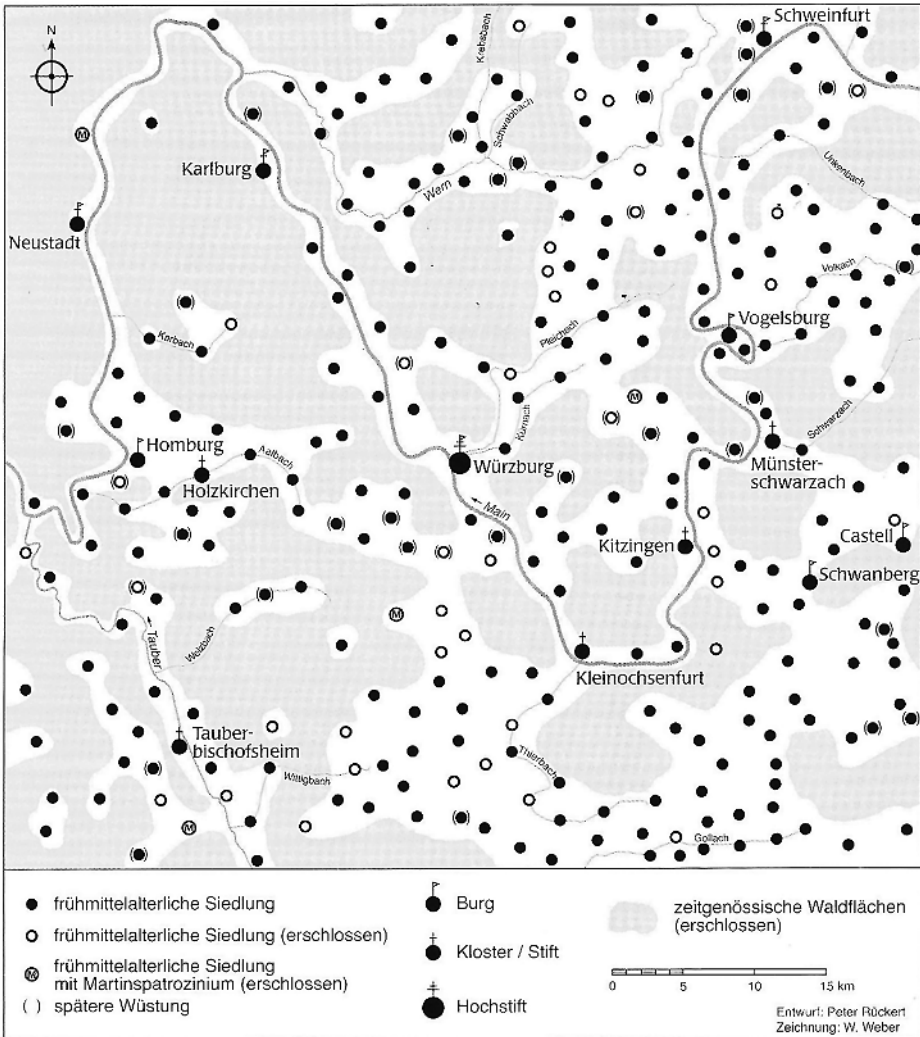 Schweinfurt
N
Krebsbach
Schwabbach
Karlburg
Wern
Unkenbach
Neustadt
Volkach
Vogelsburg
Karbach
Pleichach
Kürnach
Schwarzach
Homburg
Aalbach
Würzburg
Münster-
schwarzach
Holzkirchen
Main
Kitzingen
Castell
Schwanberg
Tauber
Welzbach
Kleinochsenfurt
Tauber-
bischofsheim
Wittigbach
Thierbach
Gollach
frühmittelalterliche Siedlung
frühmittelalterliche Siedlung (erschlossen)
M frühmittelalterliche Siedlung
mit Martinspatrozinium (erschlossen)
( ) spätere Wüstung
Burg
Kloster / Stift
Hochstift
zeitgenössische Waldflächen
(erschlossen)
0 5 10 15 km
Entwurf: Peter Rückert
Zeichnung: W. Weber